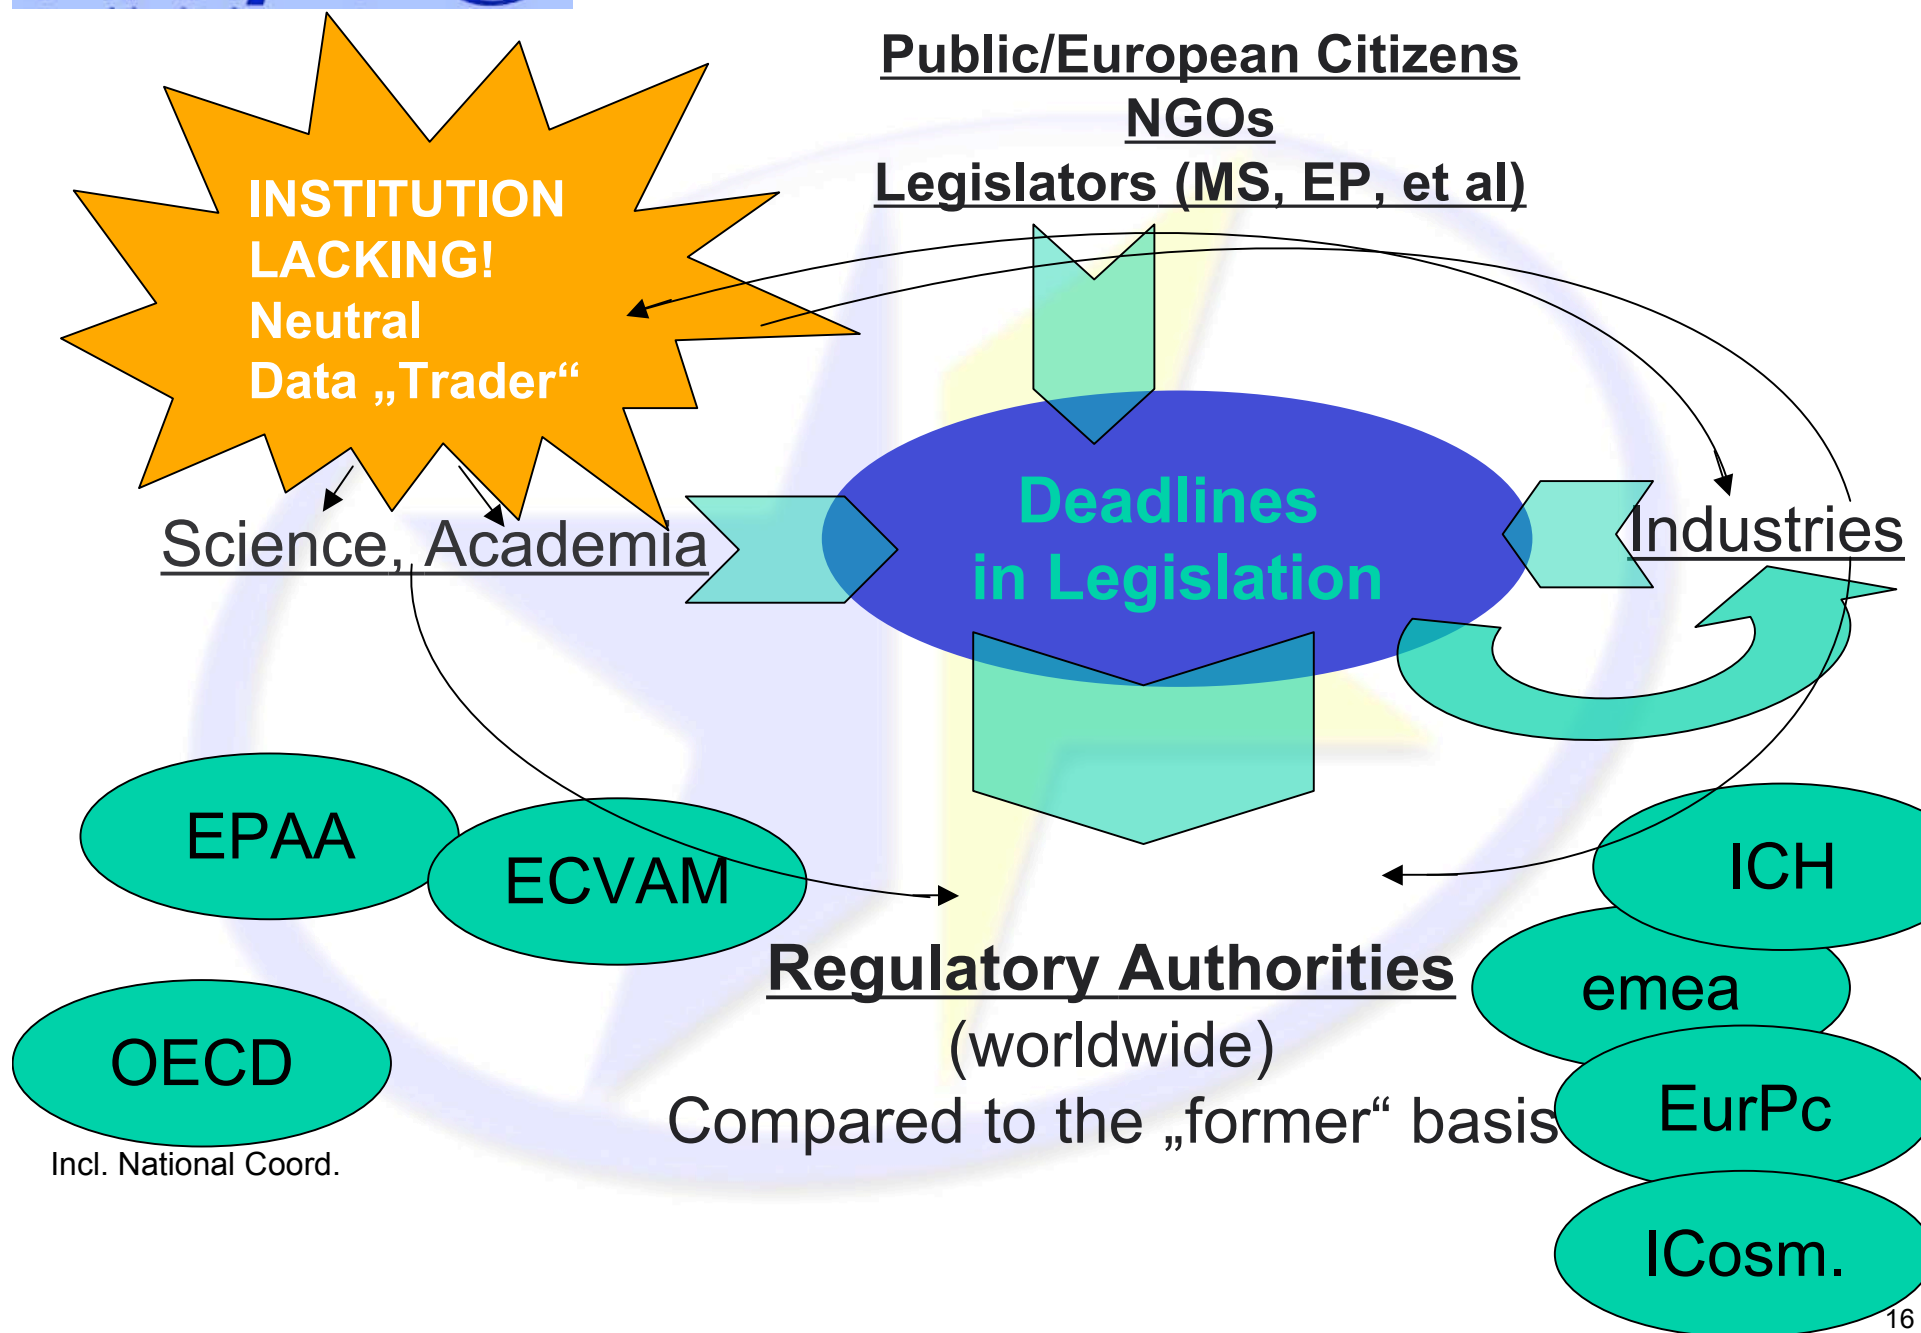 Public/European Citizens
NGOs
Legislators (MS, EP, et al)
INSTITUTION
LACKING!
Neutral
Data „Trader“
Deadlines
in Legislation
Science, Academia
Industries
EPAA
ECVAM
OECD
Incl. National Coord.
Regulatory Authorities
(worldwide)
Compared to the „former“ basis
ICH
emea
EurPc
ICosm.
16